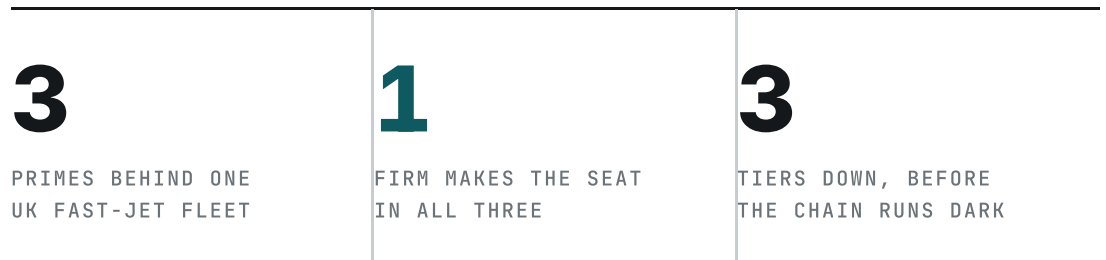 3
PRIMES BEHIND ONE
UK FAST-JET FLEET
1
FIRM MAKES THE SEAT
IN ALL THREE
3
TIERS DOWN, BEFORE
THE CHAIN RUNS DARK